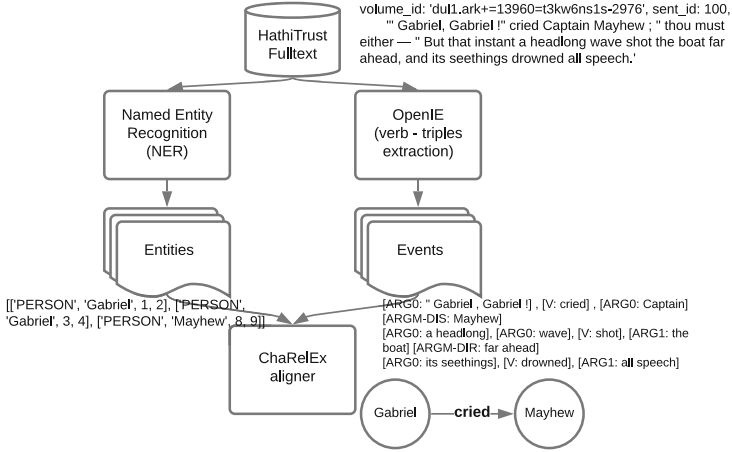 HathiTrust
Fulltext
volume_id: 'dul1.ark+=13960=t3kw6ns1s-2976', sent_id: 100,
'" Gabriel, Gabriel !" cried Captain Mayhew ; " thou must
either — " But that instant a headlong wave shot the boat far
ahead, and its seethings drowned all speech.'
Named Entity
Recognition
(NER)
OpenIE
(verb - triples
extraction)
Entities
Events
[['PERSON', 'Gabriel', 1, 2], ['PERSON',
'Gabriel', 3, 4], ['PERSON', 'Mayhew', 8, 9]]
[ARG0: " Gabriel , Gabriel !] , [V: cried] , [ARG0: Captain]
[ARGM-DIS: Mayhew]
[ARG0: a headlong], [ARG0: wave], [V: shot], [ARG1: the
boat] [ARGM-DIR: far ahead]
[ARG0: its seethings], [V: drowned], [ARG1: all speech]
ChaRelEx
aligner
Gabriel
cried
Mayhew